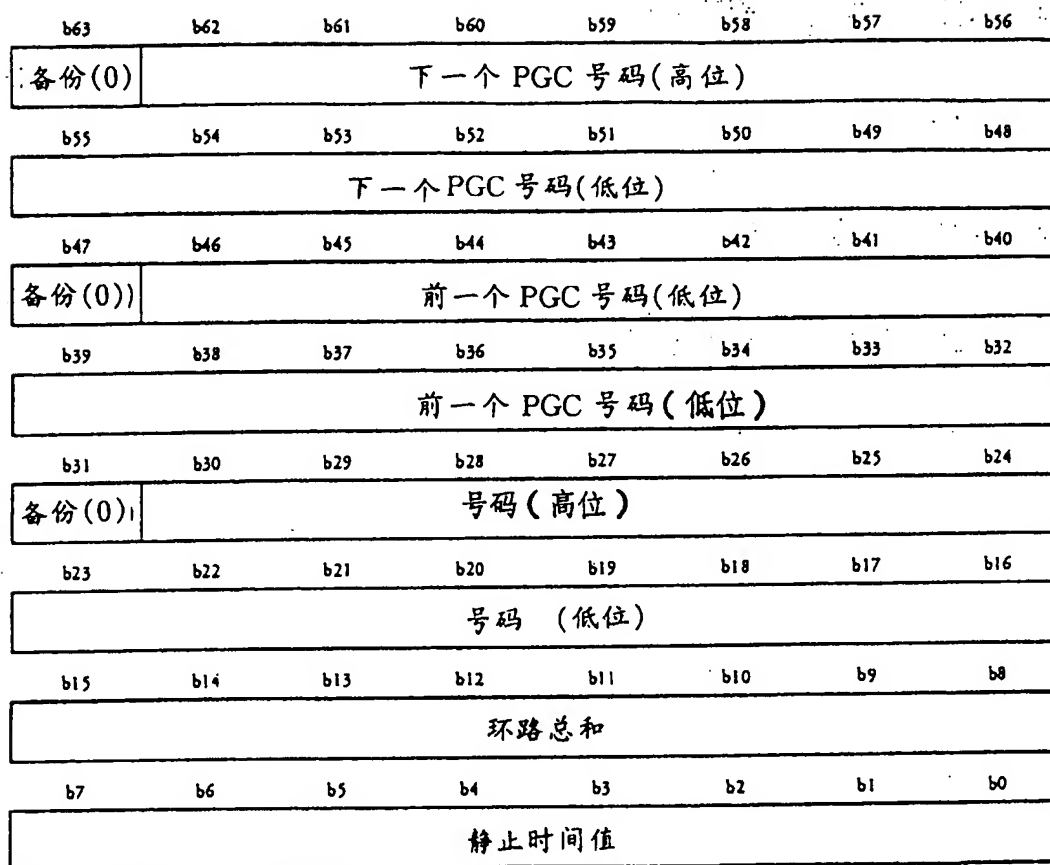 b63 b62 b61 b60 b59 b58 b57 b56
备份(0) 下一个 PGC 号码(高位)
b55 b54 b53 b52 b51 b50 b49 b48
下一个PGC 号码(低位)
b47 b46 b45 b44 b43 b42 b41 b40
备份(0)) 前一个 PGC 号码(低位)
b39 b38 b37 b36 b35 b34 b33 b32
前一个 PGC 号码(低位)
b31 b30 b29 b28 b27 b26 b25 b24
备份(0) 号码(高位)
b23 b22 b21 b20 b19 b18 b17 b16
号码 (低位)
b15 b14 b13 b12 b11 b10 b9 b8
环路总和
b7 b6 b5 b4 b3 b2 b1 b0
静止时间值